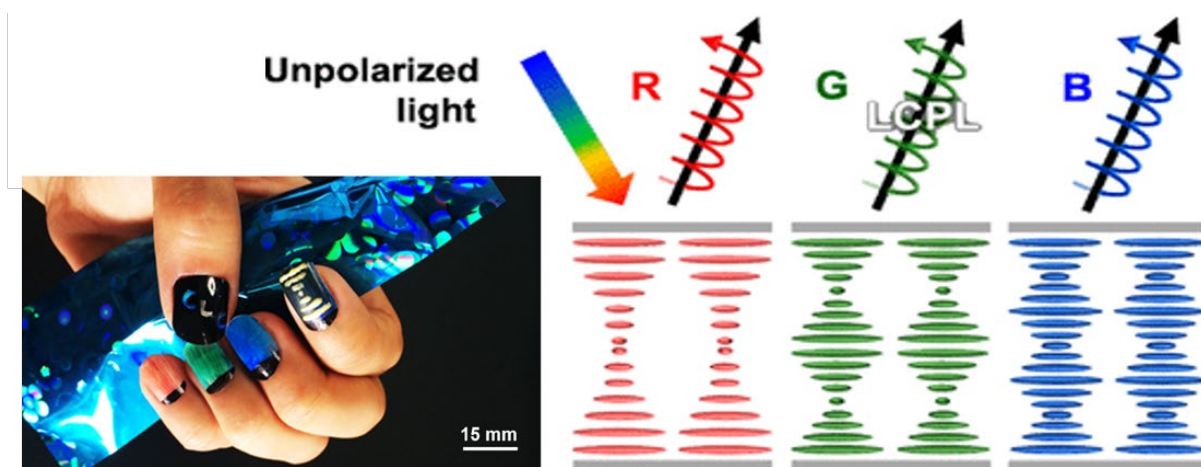 Unpolarized
light
R
G
B
LCPL
15 mm